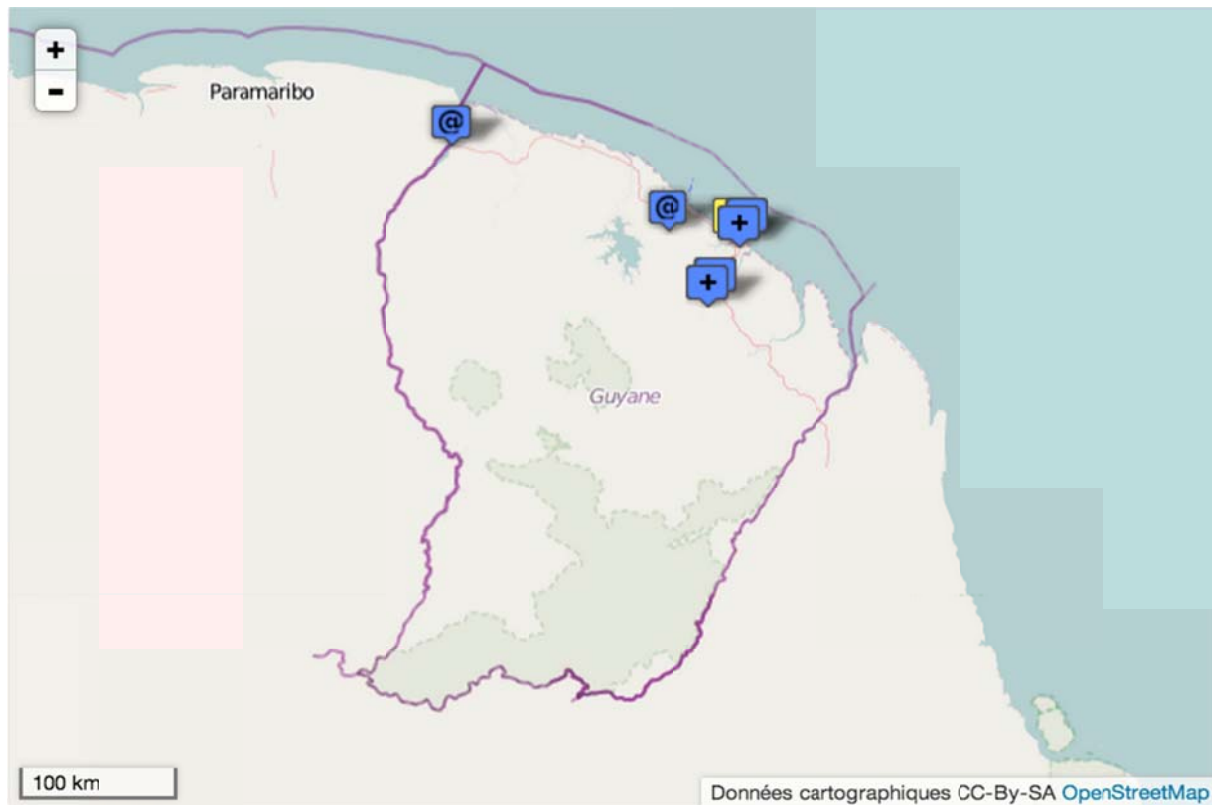 +
-
Paramaribo
@
@
+
+
Guyane
100 km
Données cartographiques CC-By-SA OpenStreetMap